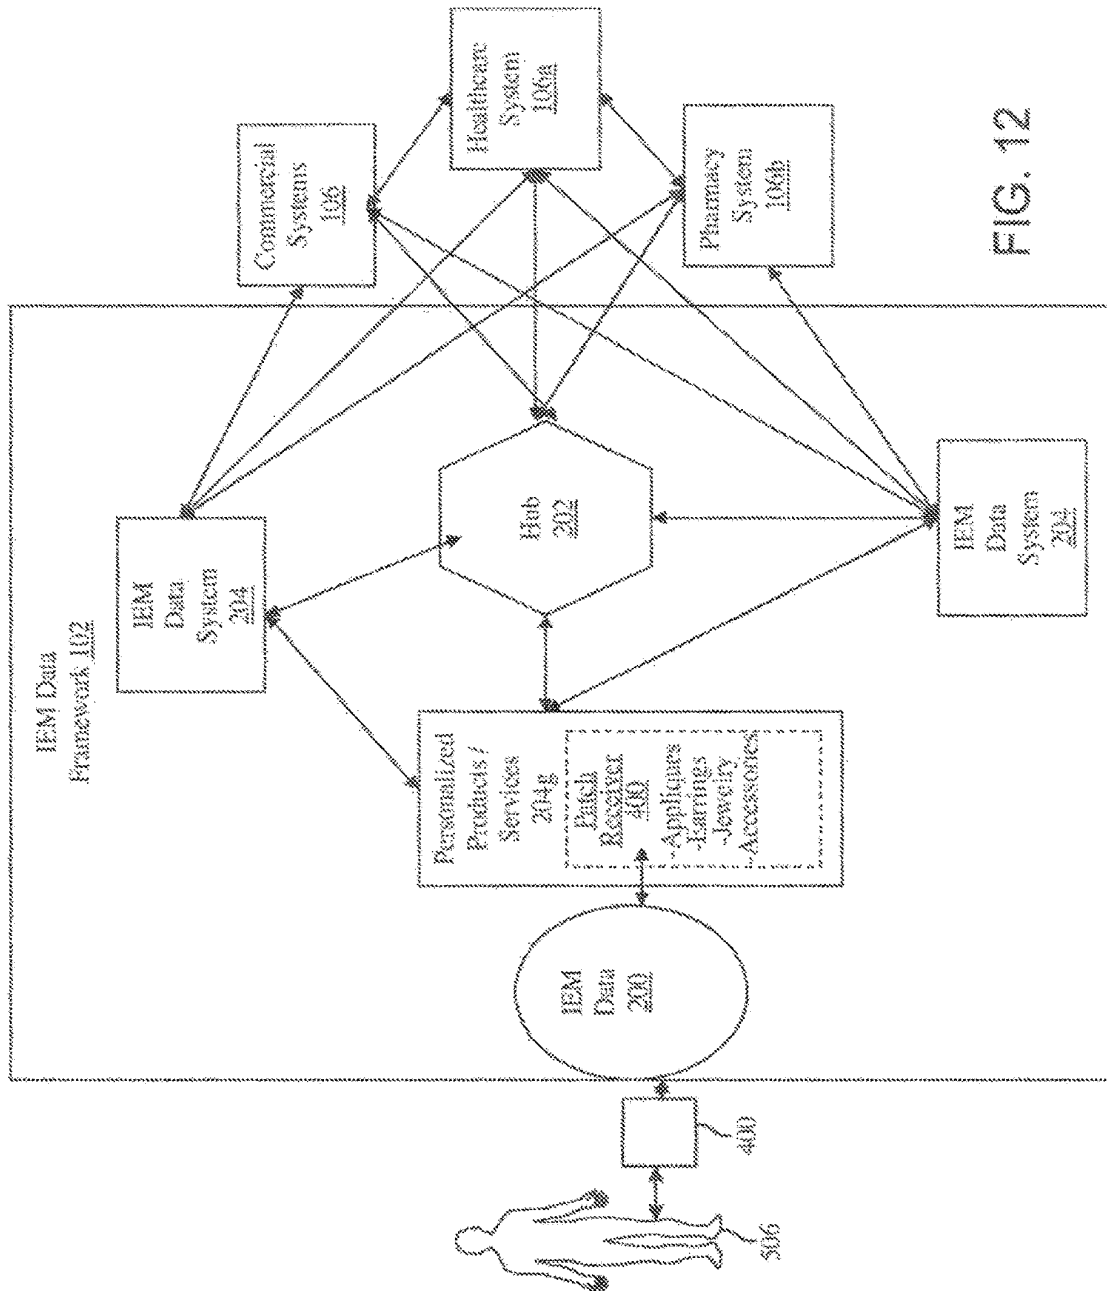 IEM Data
Framework 102
IEM
Data
System
204
Commercial
Systems
106
Healthcare
System
106a
Personalized
Products /
Services
204g
Patch
Receiver
400
-Appliques
-Earrings
-Jewelry
-Accessories
Hub
202
IEM
Data
200
Pharmacy
System
106b
IEM
Data
System
204
400
506
FIG. 12